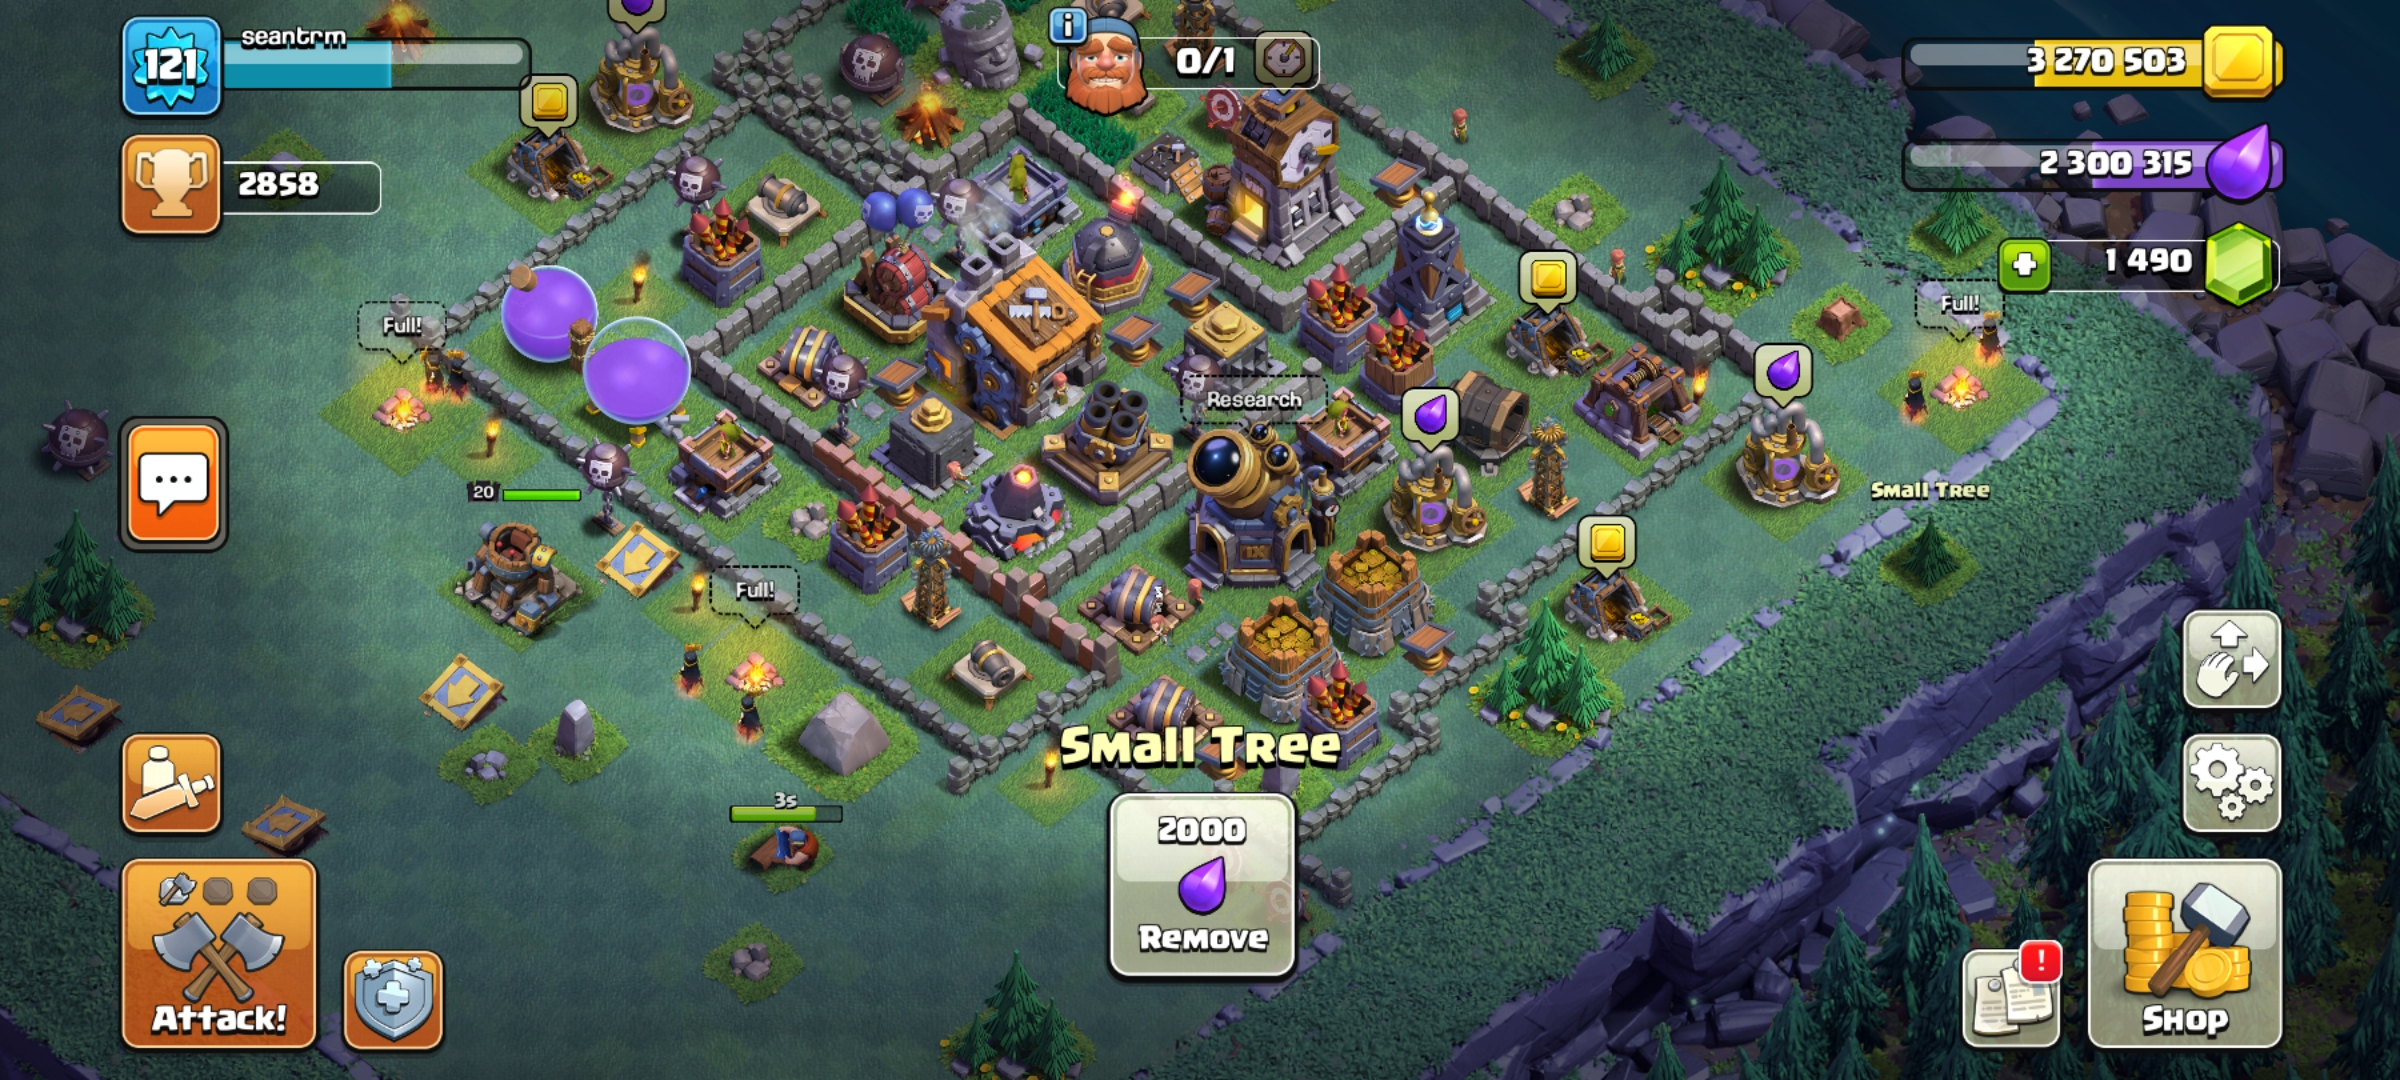 121
seantrm
0/1
3 270 503
2858
2 300 315
1 490
Full!
Full!
Research
20
Small Tree
Full!
Small Tree
3s
2000
Remove
Attack!
!
Shop